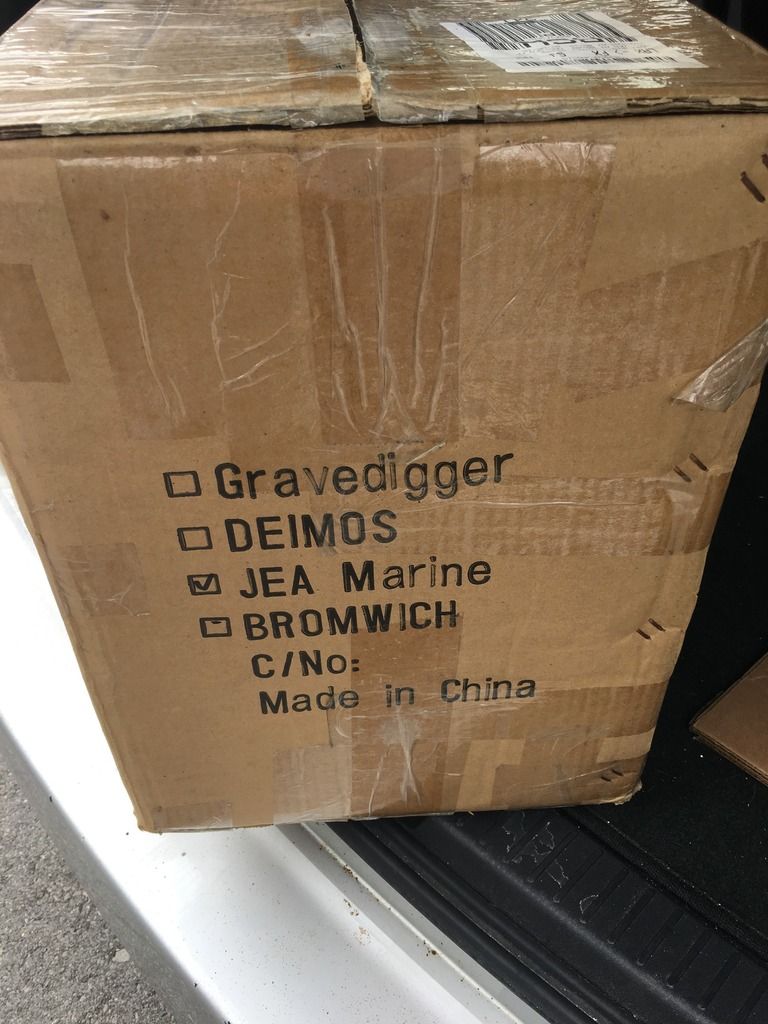 ☐ Gravedigger
☐ DEIMOS
☑ JEA Marine
☐ BROMWICH
C/No:
Made in China